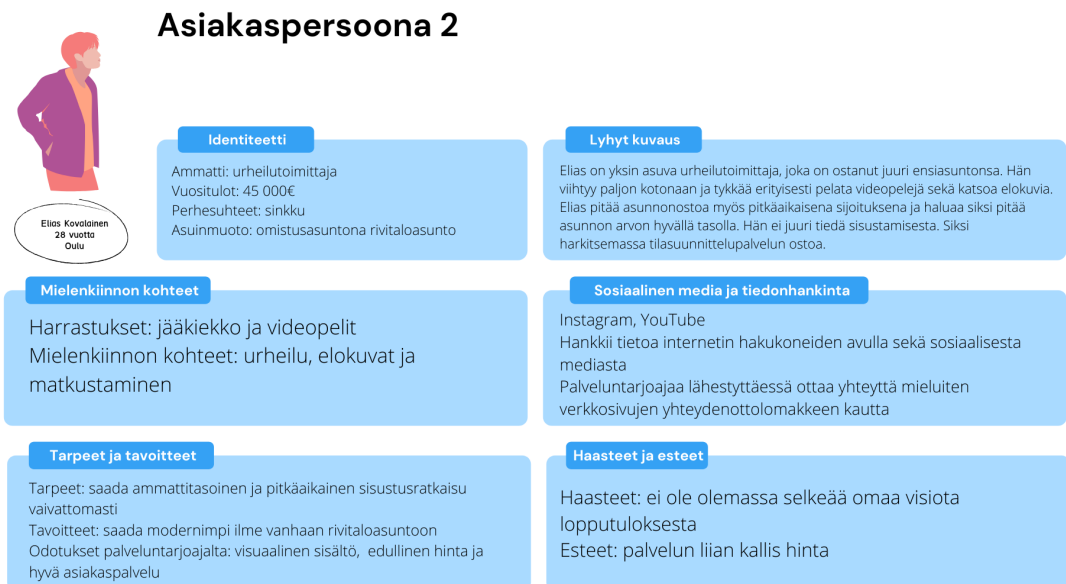 Asiakaspersoona 2
Elias Kovalainen
28 vuotta
Oulu
Identiteetti
Ammatti: urheilutoimittaja
Vuositulot: 45 000€
Perhesuhteet: sinkku
Asuinmuoto: omistusasuntona rivitaloasunto
Lyhyt kuvaus
Elias on yksin asuva urheilutoimittaja, joka on ostanut juuri ensiasuntonsa. Hän
viihtyy paljon kotonaan ja tykkää erityisesti pelata videopelejä sekä katsoa elokuvia.
Elias pitää asunnonostoa myös pitkäaikaisena sijoituksena ja haluaa siksi pitää
asunnon arvon hyvällä tasolla. Hän ei juuri tiedä sisustamisesta. Siksi
harkitsemassa tilasuunnittelupalvelun ostoa.
Mielenkiinnon kohteet
Harrastukset: jääkiekko ja videopelit
Mielenkiinnon kohteet: urheilu, elokuvat ja
matkustaminen
Sosiaalinen media ja tiedonhankinta
Instagram, YouTube
Hankkii tietoa internetin hakukoneiden avulla sekä sosiaalisesta
mediasta
Palveluntarjoajaa lähestyttäessä ottaa yhteyttä mieluiten
verkkosivujen yhteydenottolomakkeen kautta
Tarpeet ja tavoitteet
Tarpeet: saada ammattitasoinen ja pitkäaikainen sisustusratkaisu
vaivattomasti
Tavoitteet: saada modernimpi ilme vanhaan rivitaloasuntoon
Odotukset palveluntarjoajalta: visuaalinen sisältö, edullinen hinta ja
hyvä asiakaspalvelu
Haasteet ja esteet
Haasteet: ei ole olemassa selkeää omaa visiota
lopputuloksesta
Esteet: palvelun liian kallis hinta